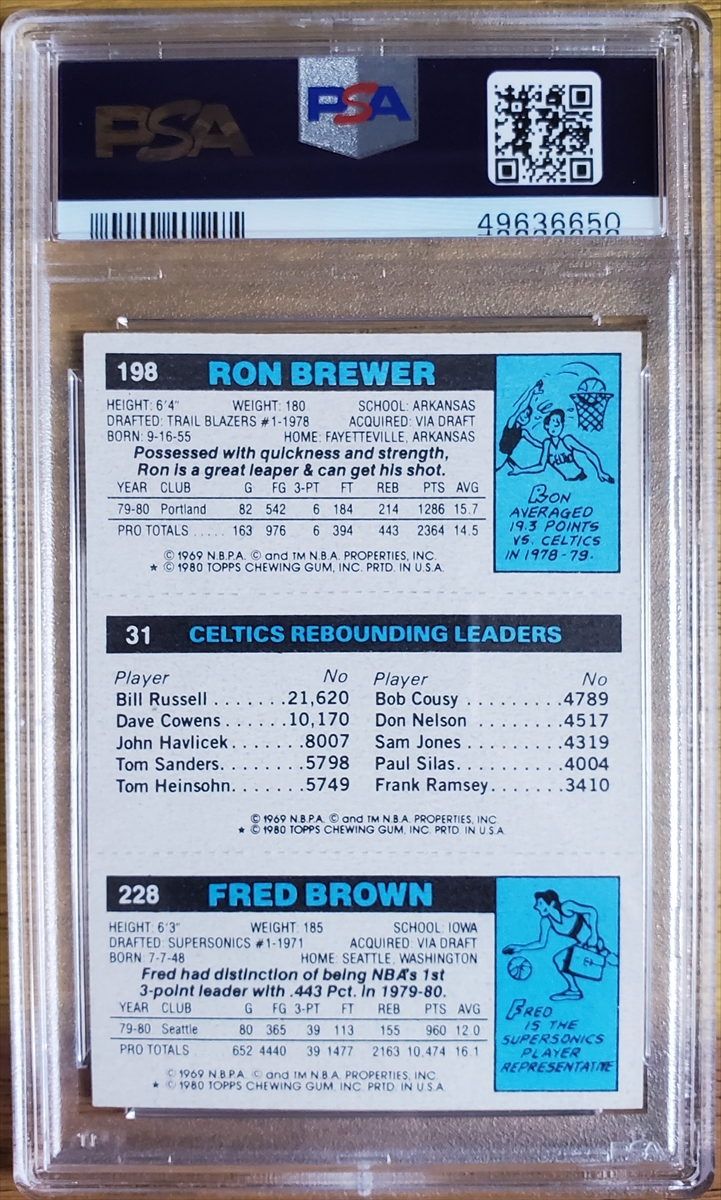 PSA
PSA
49636650
198 RON BREWER
HEIGHT: 6'4" WEIGHT: 180 SCHOOL: ARKANSAS
DRAFTED: TRAIL BLAZERS #1-1978 ACQUIRED: VIA DRAFT
BORN: 9-16-55 HOME: FAYETTEVILLE, ARKANSAS
Possessed with quickness and strength,
Ron is a great leaper & can get his shot.
YEAR CLUB G FG 3-PT FT REB PTS AVG
79-80 Portland 82 542 6 184 214 1286 15.7
PRO TOTALS ..... 163 976 6 394 443 2364 14.5
© 1969 N.B.P.A. © and TM N.B.A. PROPERTIES, INC.
★ © 1980 TOPPS CHEWING GUM, INC. PRTD. IN U.S.A.
RON
AVERAGED
19.3 POINTS
VS. CELTICS
IN 1978-79.
31 CELTICS REBOUNDING LEADERS
Player No Player No
Bill Russell .......21,620 Bob Cousy .........4789
Dave Cowens ......10,170 Don Nelson ........4517
John Havlicek.......8007 Sam Jones .........4319
Tom Sanders........5798 Paul Silas..........4004
Tom Heinsohn.......5749 Frank Ramsey.......3410
© 1969 N.B.P.A. © and TM N.B.A. PROPERTIES, INC
★ © 1980 TOPPS CHEWING GUM, INC. PRTD. IN U.S.A.
228 FRED BROWN
HEIGHT: 6'3" WEIGHT: 185 SCHOOL: IOWA
DRAFTED: SUPERSONICS #1-1971 ACQUIRED: VIA DRAFT
BORN: 7-7-48 HOME: SEATTLE, WASHINGTON
Fred had distinction of being NBA's 1st
3-point leader with .443 Pct. in 1979-80.
YEAR CLUB G FG 3-PT FT REB PTS AVG
79-80 Seattle 80 365 39 113 155 960 12.0
PRO TOTALS 652 4440 39 1477 2163 10,474 16.1
© 1969 N.B.P.A. © and TM N.B.A. PROPERTIES, INC.
★ © 1980 TOPPS CHEWING GUM, INC. PRTD. IN U.S.A.
FRED
IS THE
SUPERSONICS
PLAYER
REPRESENTATIVE